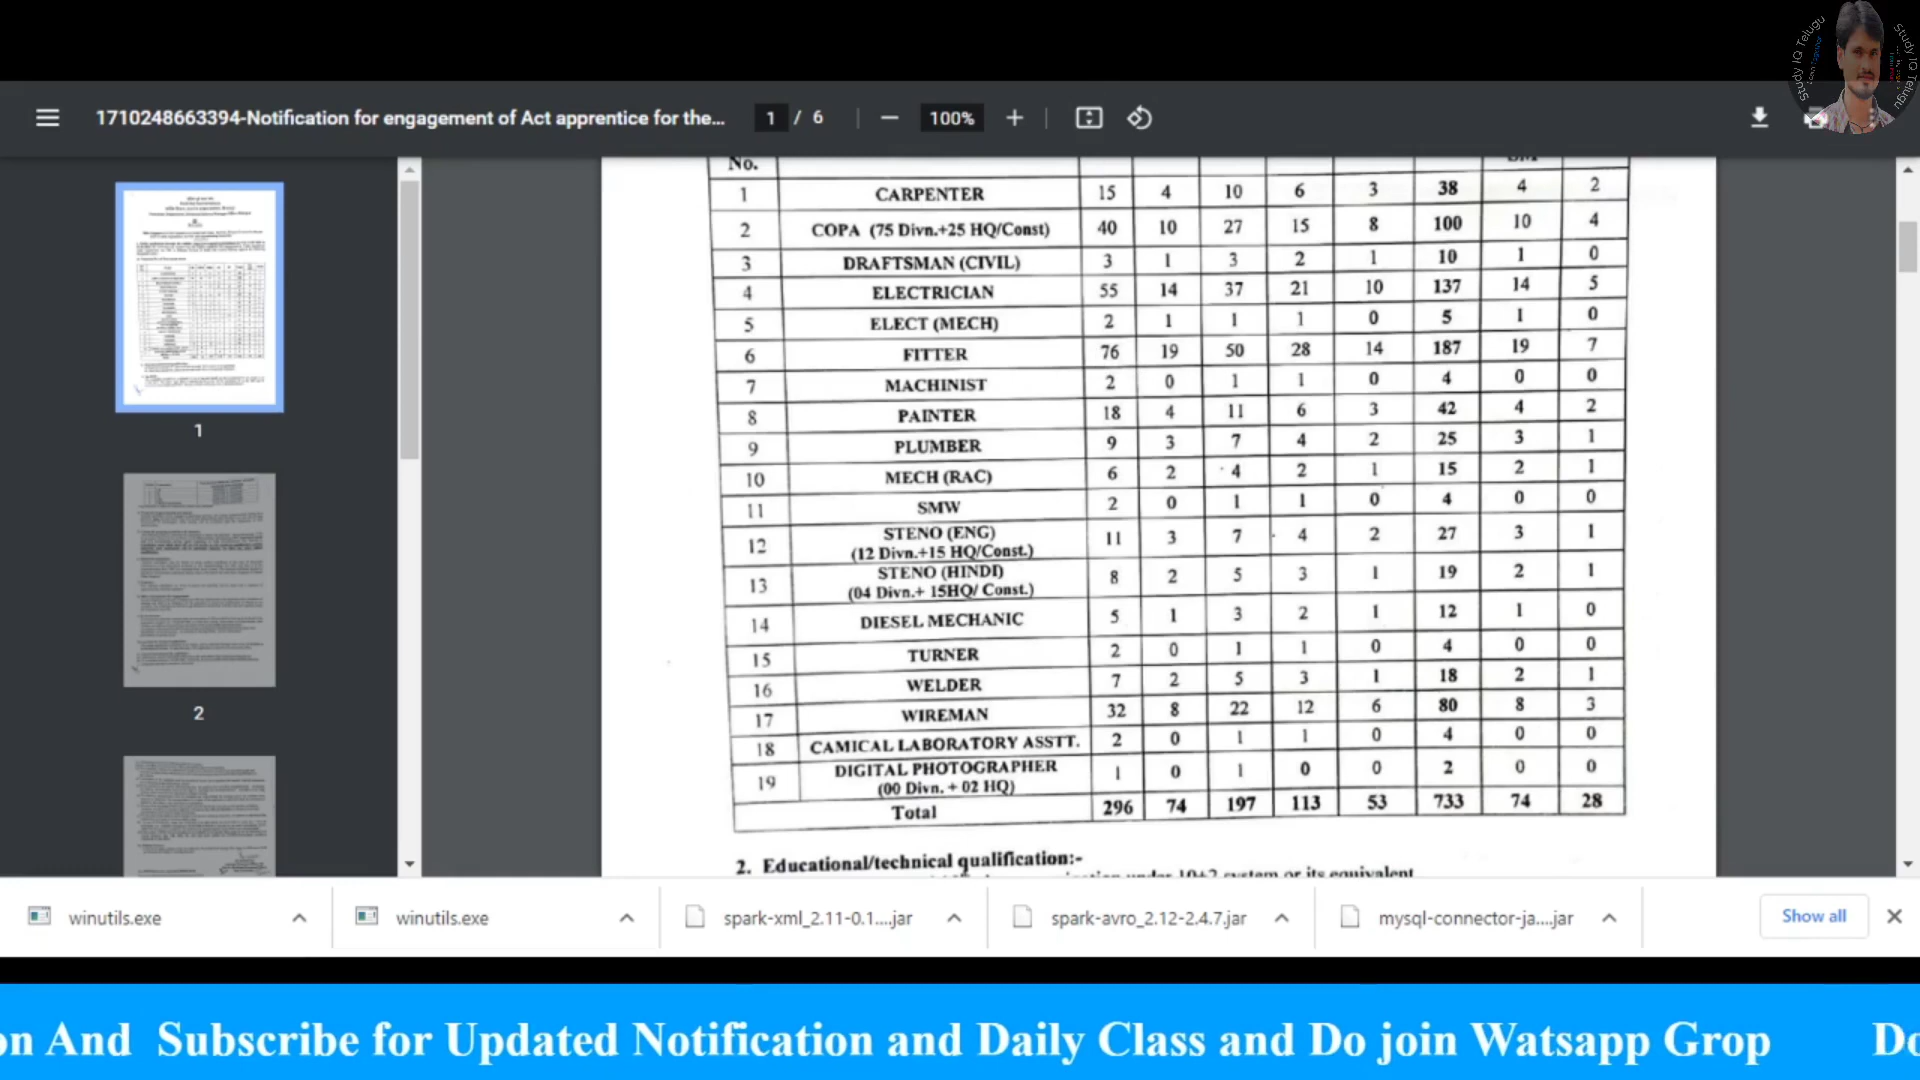 Study IQ Telugu
Study IQ Telugu
1710248663394-Notification for engagement of Act apprentice for the... 1 / 6 100%
No.
1 CARPENTER 15 4 10 6 3 38 4 2
2 COPA (75 Divn.+25 HQ/Const) 40 10 27 15 8 100 10 4
3 DRAFTSMAN (CIVIL) 3 1 3 2 1 10 1 0
4 ELECTRICIAN 55 14 37 21 10 137 14 5
5 ELECT (MECH) 2 1 1 1 0 5 1 0
6 FITTER 76 19 50 28 14 187 19 7
7 MACHINIST 2 0 1 1 0 4 0 0
8 PAINTER 18 4 11 6 3 42 4 2
9 PLUMBER 9 3 7 4 2 25 3 1
10 MECH (RAC) 6 2 4 2 1 15 2 1
11 SMW 2 0 1 1 0 4 0 0
12 STENO (ENG) 11 3 7 4 2 27 3 1
(12 Divn.+15 HQ/Const.)
13 STENO (HINDI) 8 2 5 3 1 19 2 1
(04 Divn.+ 15HQ/ Const.)
14 DIESEL MECHANIC 5 1 3 2 1 12 1 0
15 TURNER 2 0 1 1 0 4 0 0
16 WELDER 7 2 5 3 1 18 2 1
17 WIREMAN 32 8 22 12 6 80 8 3
18 CAMICAL LABORATORY ASSTT. 2 0 1 1 0 4 0 0
19 DIGITAL PHOTOGRAPHER 1 0 1 0 0 2 0 0
(00 Divn. + 02 HQ)
Total 296 74 197 113 53 733 74 28
2. Educational/technical qualification:-
under 10+2 system or its equivalent
1
2
winutils.exe winutils.exe spark-xml_2.11-0.1....jar spark-avro_2.12-2.4.7.jar mysql-connector-ja....jar Show all
on And Subscribe for Updated Notification and Daily Class and Do join Watsapp Grop Do